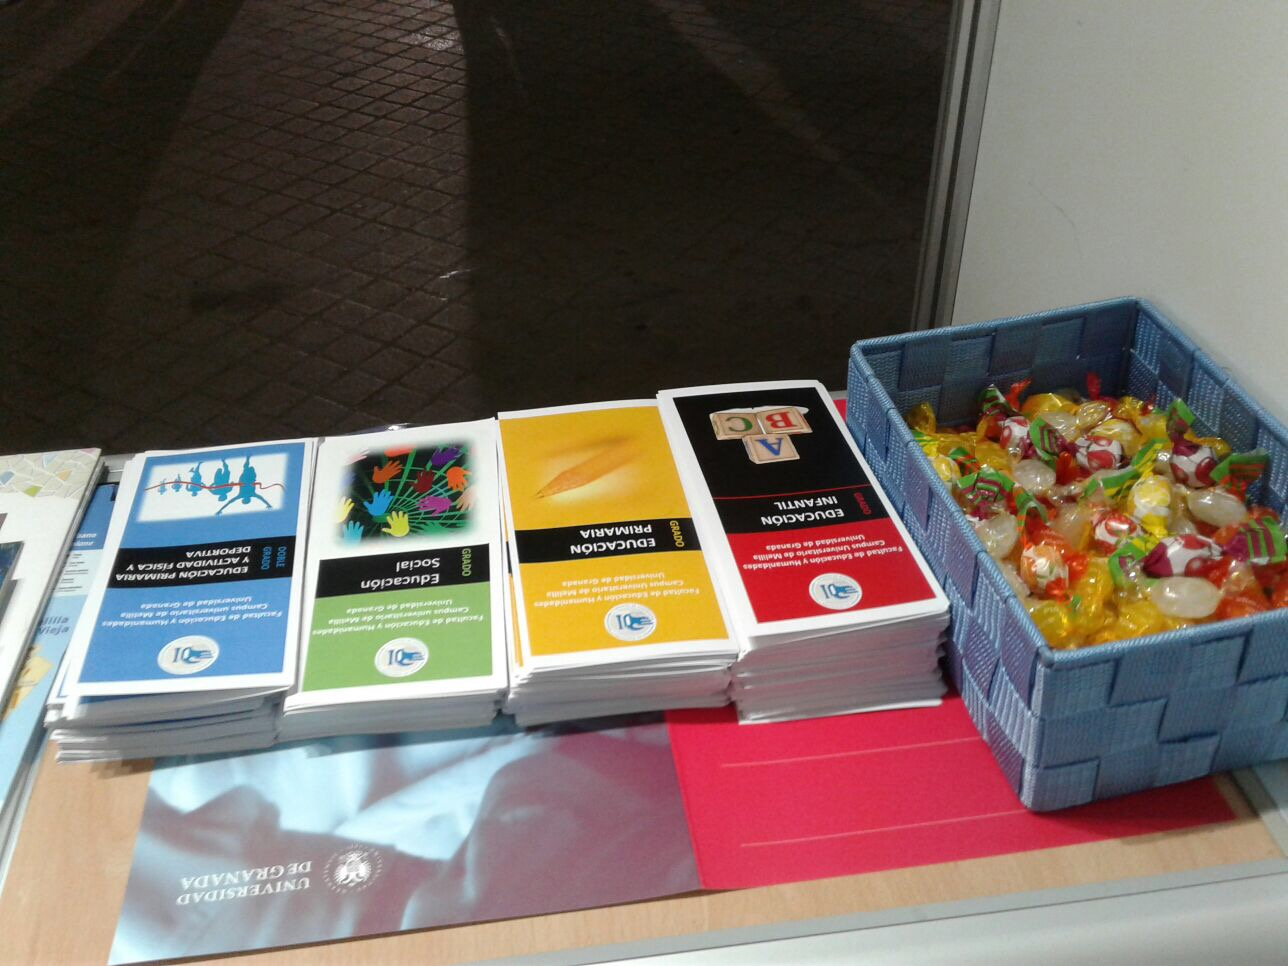 DOBLE
GRADO
EDUCACIÓN PRIMARIA
Y ACTIVIDAD FÍSICA Y
DEPORTIVA
Facultad de Educación y Humanidades
Campus universitario de Melilla
Universidad de Granada
GRADO
Educación
Social
Facultad de Educación y Humanidades
Campus Universitario de Melilla
Universidad de Granada
GRADO
EDUCACIÓN
PRIMARIA
Facultad de Educación y Humanidades
Campus Universitario de Melilla
Universidad de Granada
A
B C
GRADO
EDUCACIÓN
INFANTIL
Facultad de Educación y Humanidades
Campus Universitario de Melilla
Universidad de Granada
UNIVERSIDAD
DE GRANADA
Vieja